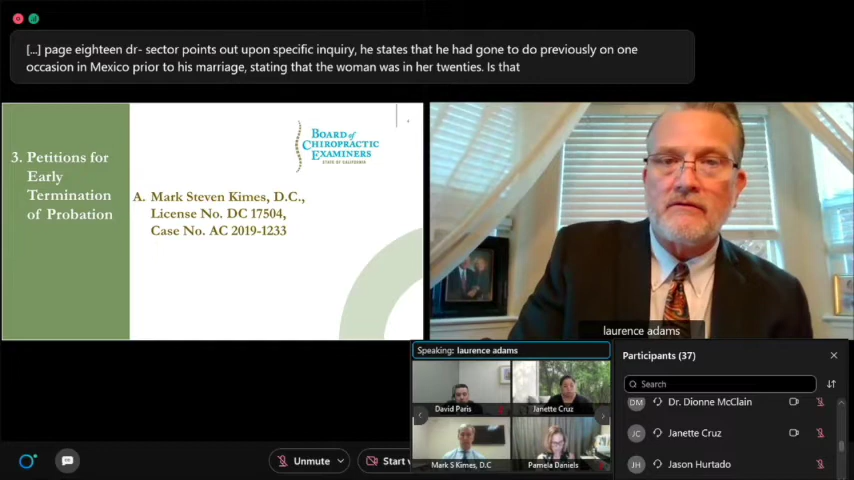 [...] page eighteen dr- sector points out upon specific inquiry, he states that he had gone to do previously on one
occasion in Mexico prior to his marriage, stating that the woman was in her twenties. Is that
3. Petitions for
Early
Termination
of Probation
BOARD of
CHIROPRACTIC
EXAMINERS
STATE OF CALIFORNIA
A. Mark Steven Kimes, D.C.,
License No. DC 17504,
Case No. AC 2019-1233
laurence adams
Speaking: laurence adams
David Paris
Janette Cruz
Mark S Kimes, D.C
Pamela Daniels
Participants (37)
Search
DM Dr. Dionne McClain
JC Janette Cruz
JH Jason Hurtado
Unmute
Start v